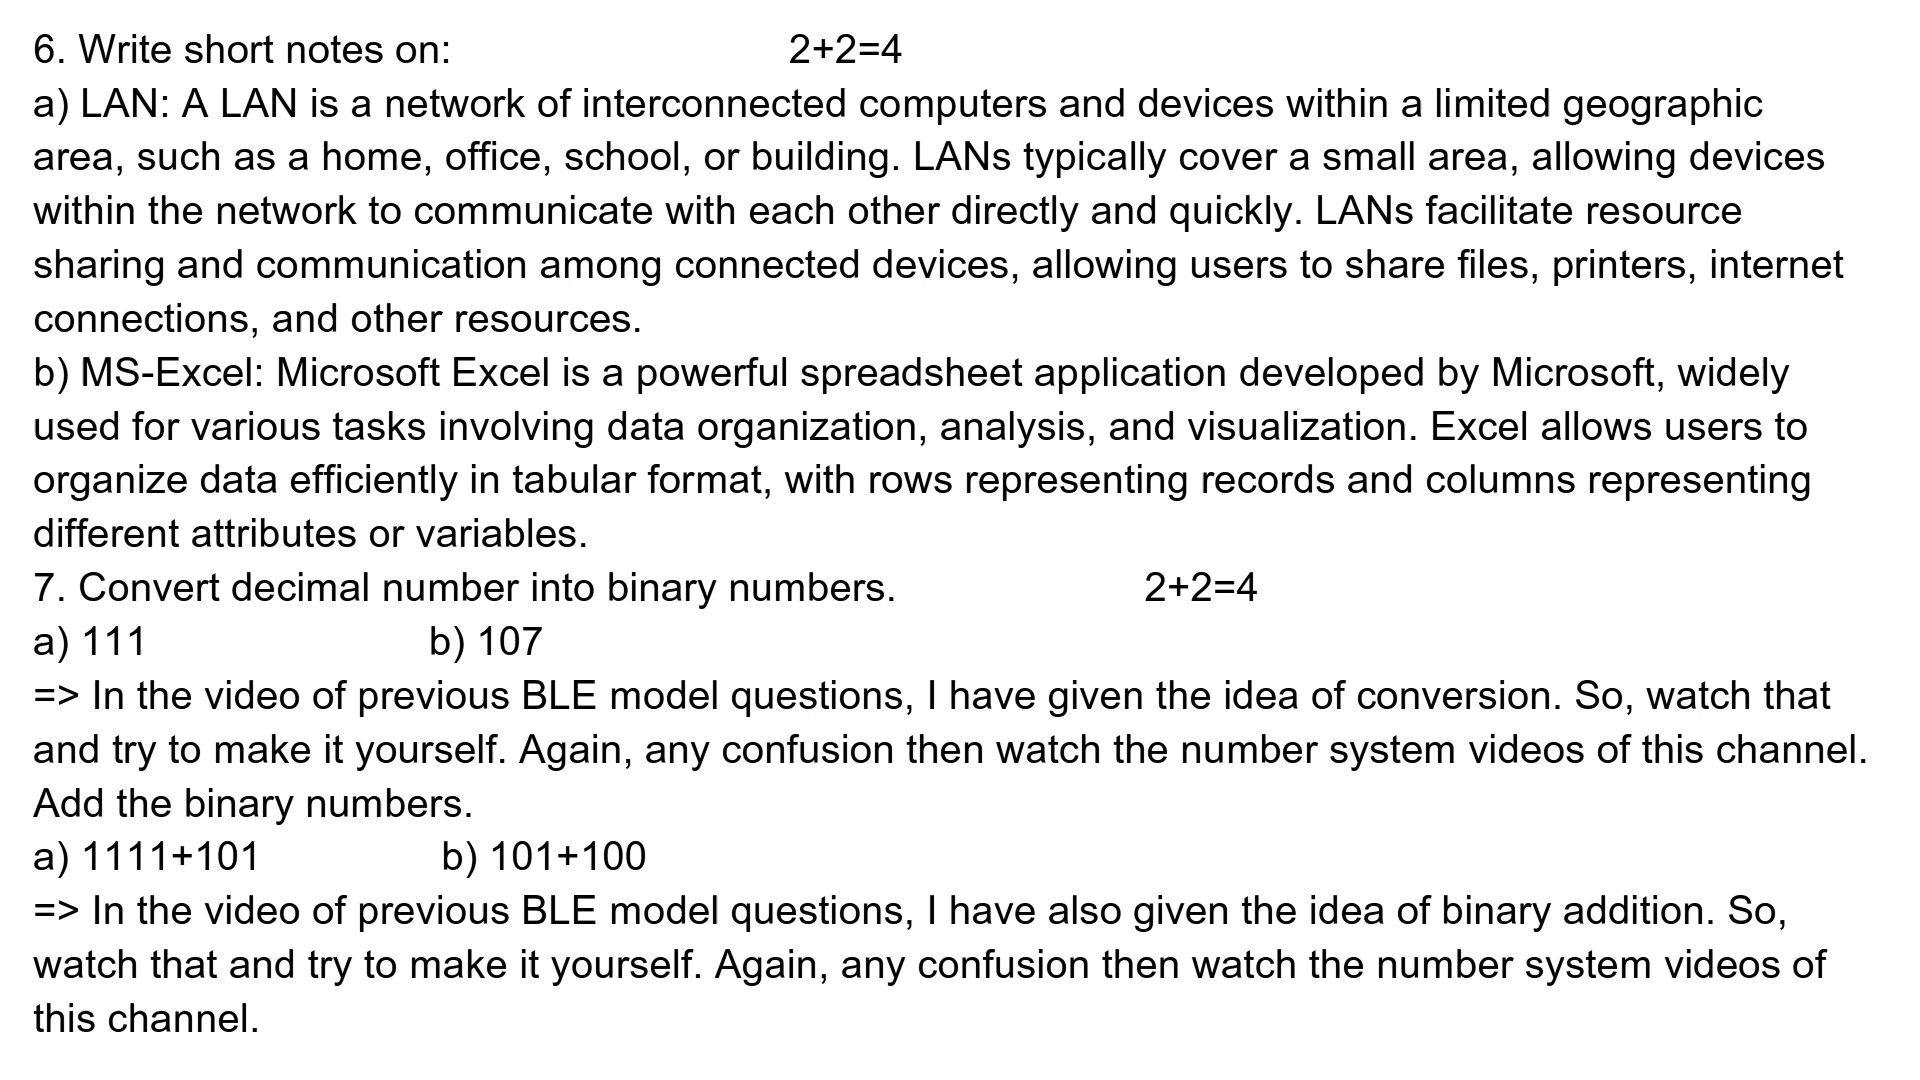 6. Write short notes on: 2+2=4
a) LAN: A LAN is a network of interconnected computers and devices within a limited geographic
area, such as a home, office, school, or building. LANs typically cover a small area, allowing devices
within the network to communicate with each other directly and quickly. LANs facilitate resource
sharing and communication among connected devices, allowing users to share files, printers, internet
connections, and other resources.
b) MS-Excel: Microsoft Excel is a powerful spreadsheet application developed by Microsoft, widely
used for various tasks involving data organization, analysis, and visualization. Excel allows users to
organize data efficiently in tabular format, with rows representing records and columns representing
different attributes or variables.
7. Convert decimal number into binary numbers. 2+2=4
a) 111 b) 107
=> In the video of previous BLE model questions, I have given the idea of conversion. So, watch that
and try to make it yourself. Again, any confusion then watch the number system videos of this channel.
Add the binary numbers.
a) 1111+101 b) 101+100
=> In the video of previous BLE model questions, I have also given the idea of binary addition. So,
watch that and try to make it yourself. Again, any confusion then watch the number system videos of
this channel.